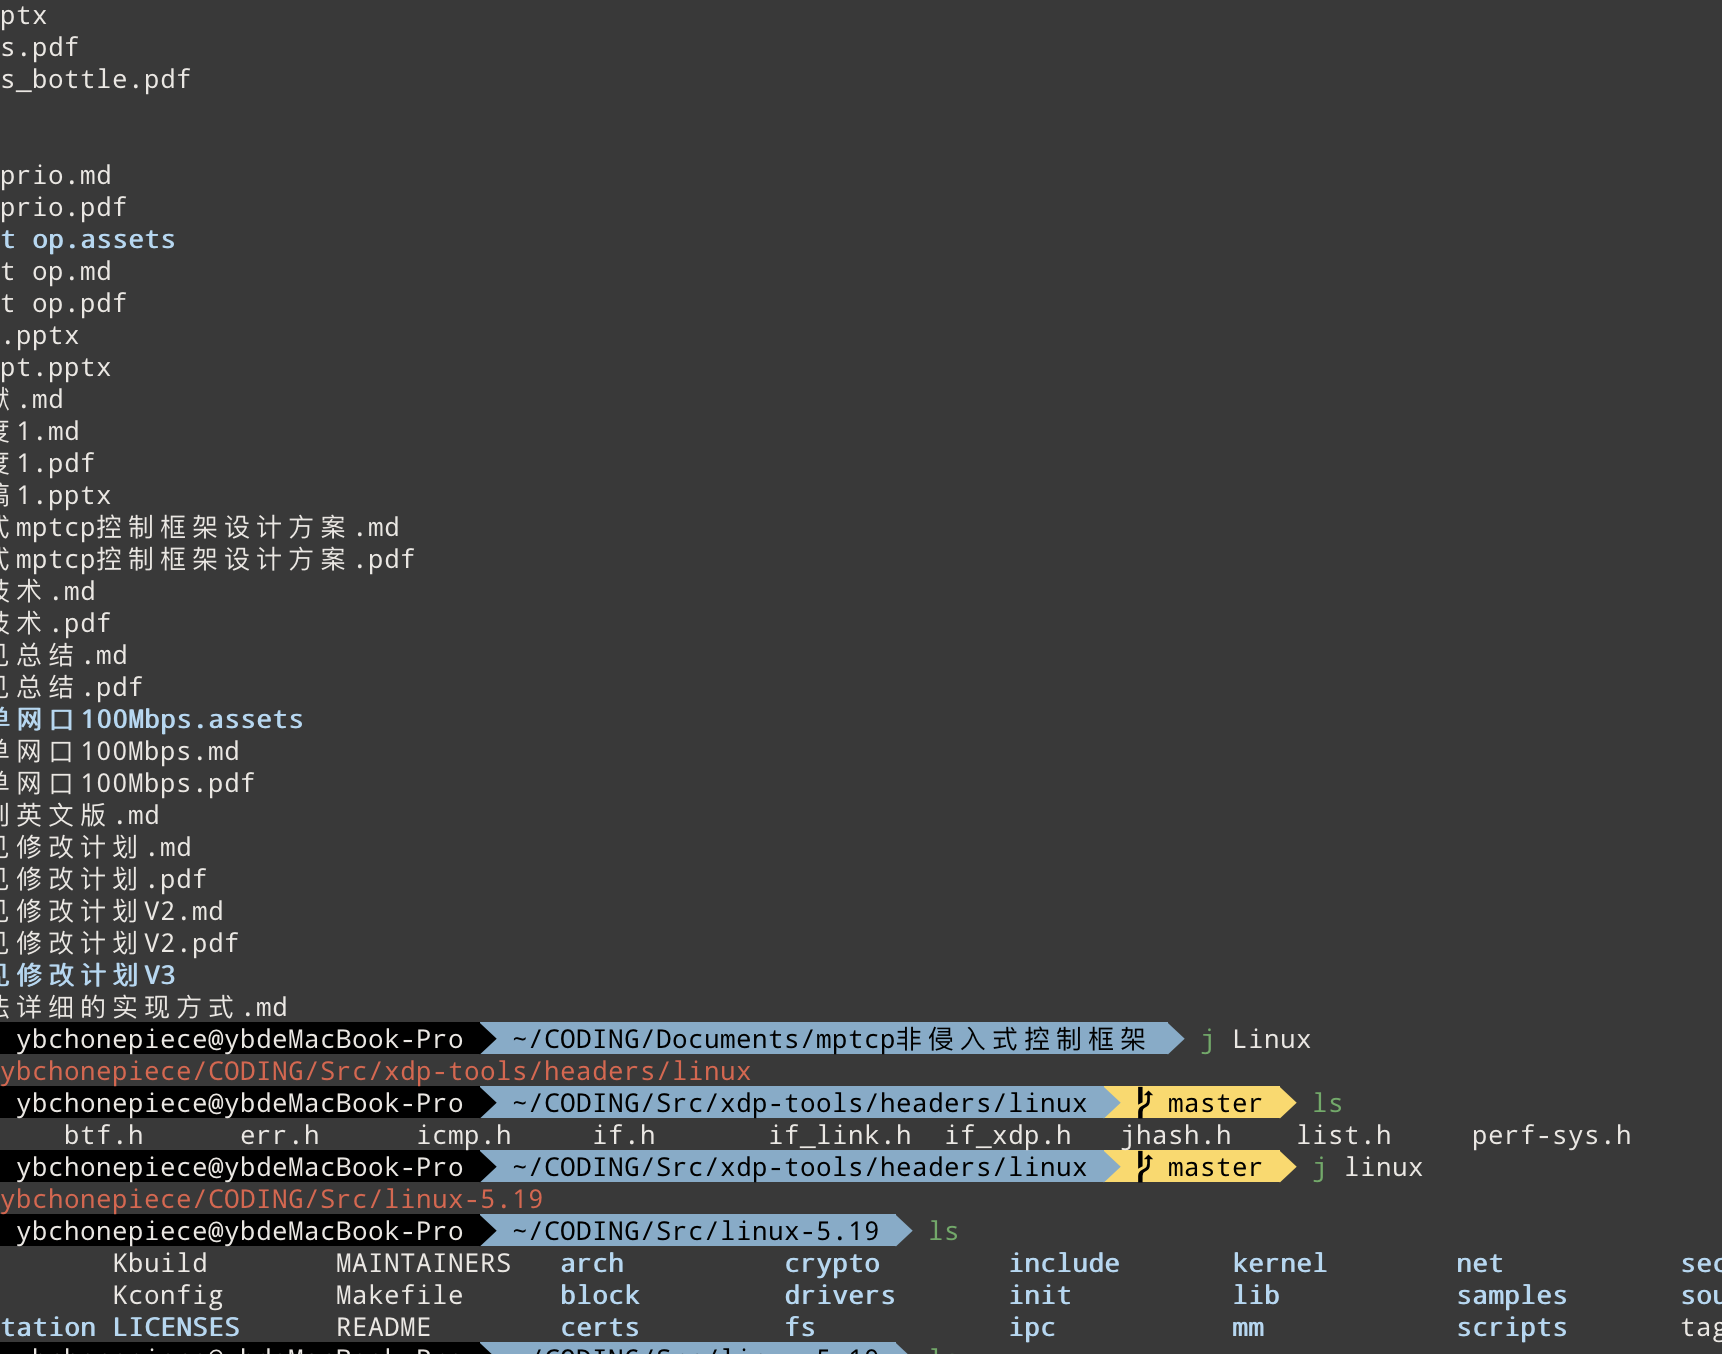 ptx
s.pdf
s_bottle.pdf
prio.md
prio.pdf
t op.assets
t op.md
t op.pdf
.pptx
pt.pptx
献.md
度1.md
度1.pdf
稿1.pptx
式mptcp控制框架设计方案.md
式mptcp控制框架设计方案.pdf
技术.md
技术.pdf
总结.md
总结.pdf
单网口100Mbps.assets
单网口100Mbps.md
单网口100Mbps.pdf
英文版.md
修改计划.md
修改计划.pdf
修改计划V2.md
修改计划V2.pdf
修改计划V3
法详细的实现方式.md
ybchonepiece@ybdeMacBook-Pro ~/CODING/Documents/mptcp非侵入式控制框架 j Linux
ybchonepiece/CODING/Src/xdp-tools/headers/linux
ybchonepiece@ybdeMacBook-Pro ~/CODING/Src/xdp-tools/headers/linux master ls
btf.h err.h icmp.h if.h if_link.h if_xdp.h jhash.h list.h perf-sys.h
ybchonepiece@ybdeMacBook-Pro ~/CODING/Src/xdp-tools/headers/linux master j linux
ybchonepiece/CODING/Src/linux-5.19
ybchonepiece@ybdeMacBook-Pro ~/CODING/Src/linux-5.19 ls
Kbuild MAINTAINERS arch crypto include kernel net sec
Kconfig Makefile block drivers init lib samples sou
tation LICENSES README certs fs ipc mm scripts tag
ybchonepiece@ybdeMacBook-Pro ~/CODING/Src/linux-5.19